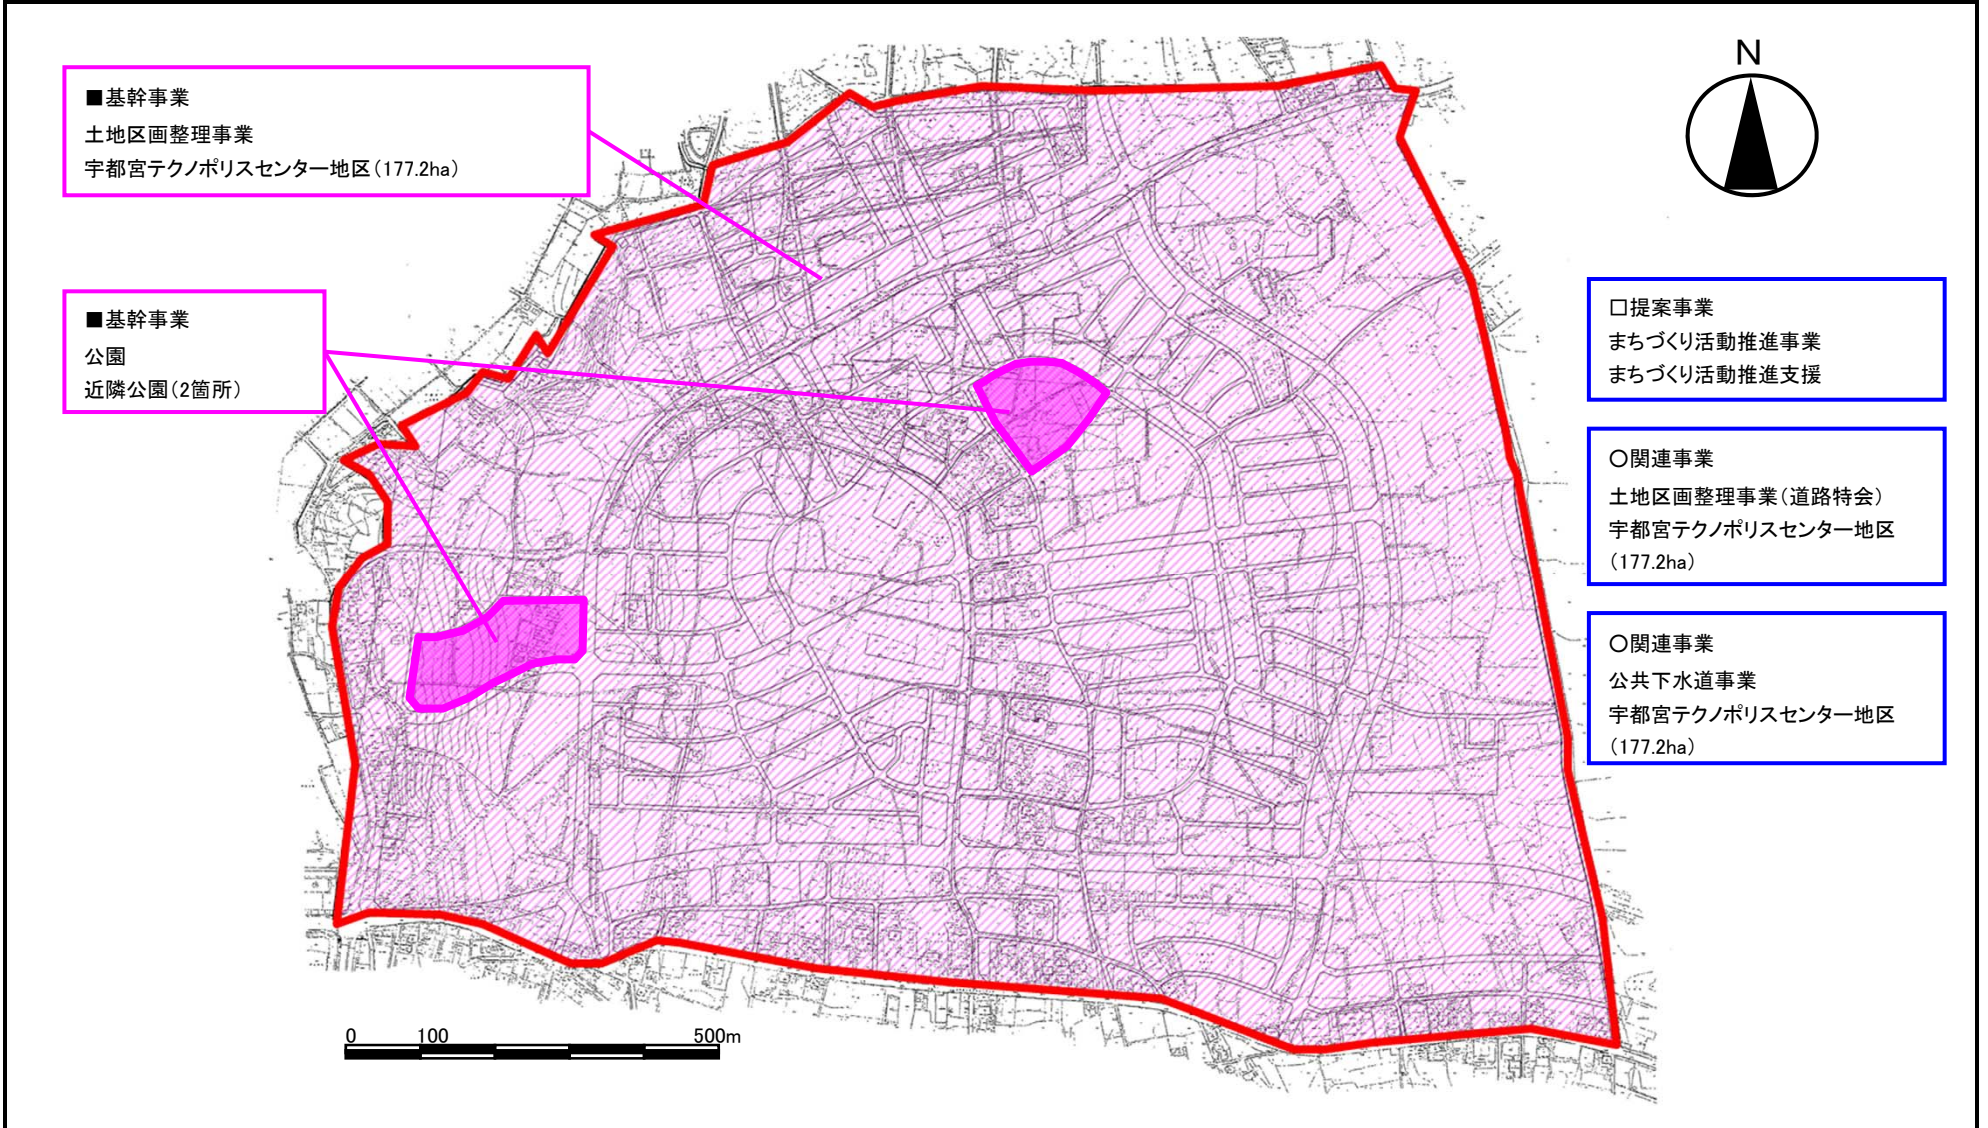 ■基幹事業
土地区画整理事業
宇都宮テクノポリスセンター地区(177.2ha)
■基幹事業
公園
近隣公園(2箇所)
N
□提案事業
まちづくり活動推進事業
まちづくり活動推進支援
○関連事業
土地区画整理事業(道路特会)
宇都宮テクノポリスセンター地区
(177.2ha)
○関連事業
公共下水道事業
宇都宮テクノポリスセンター地区
(177.2ha)
0 100 500m